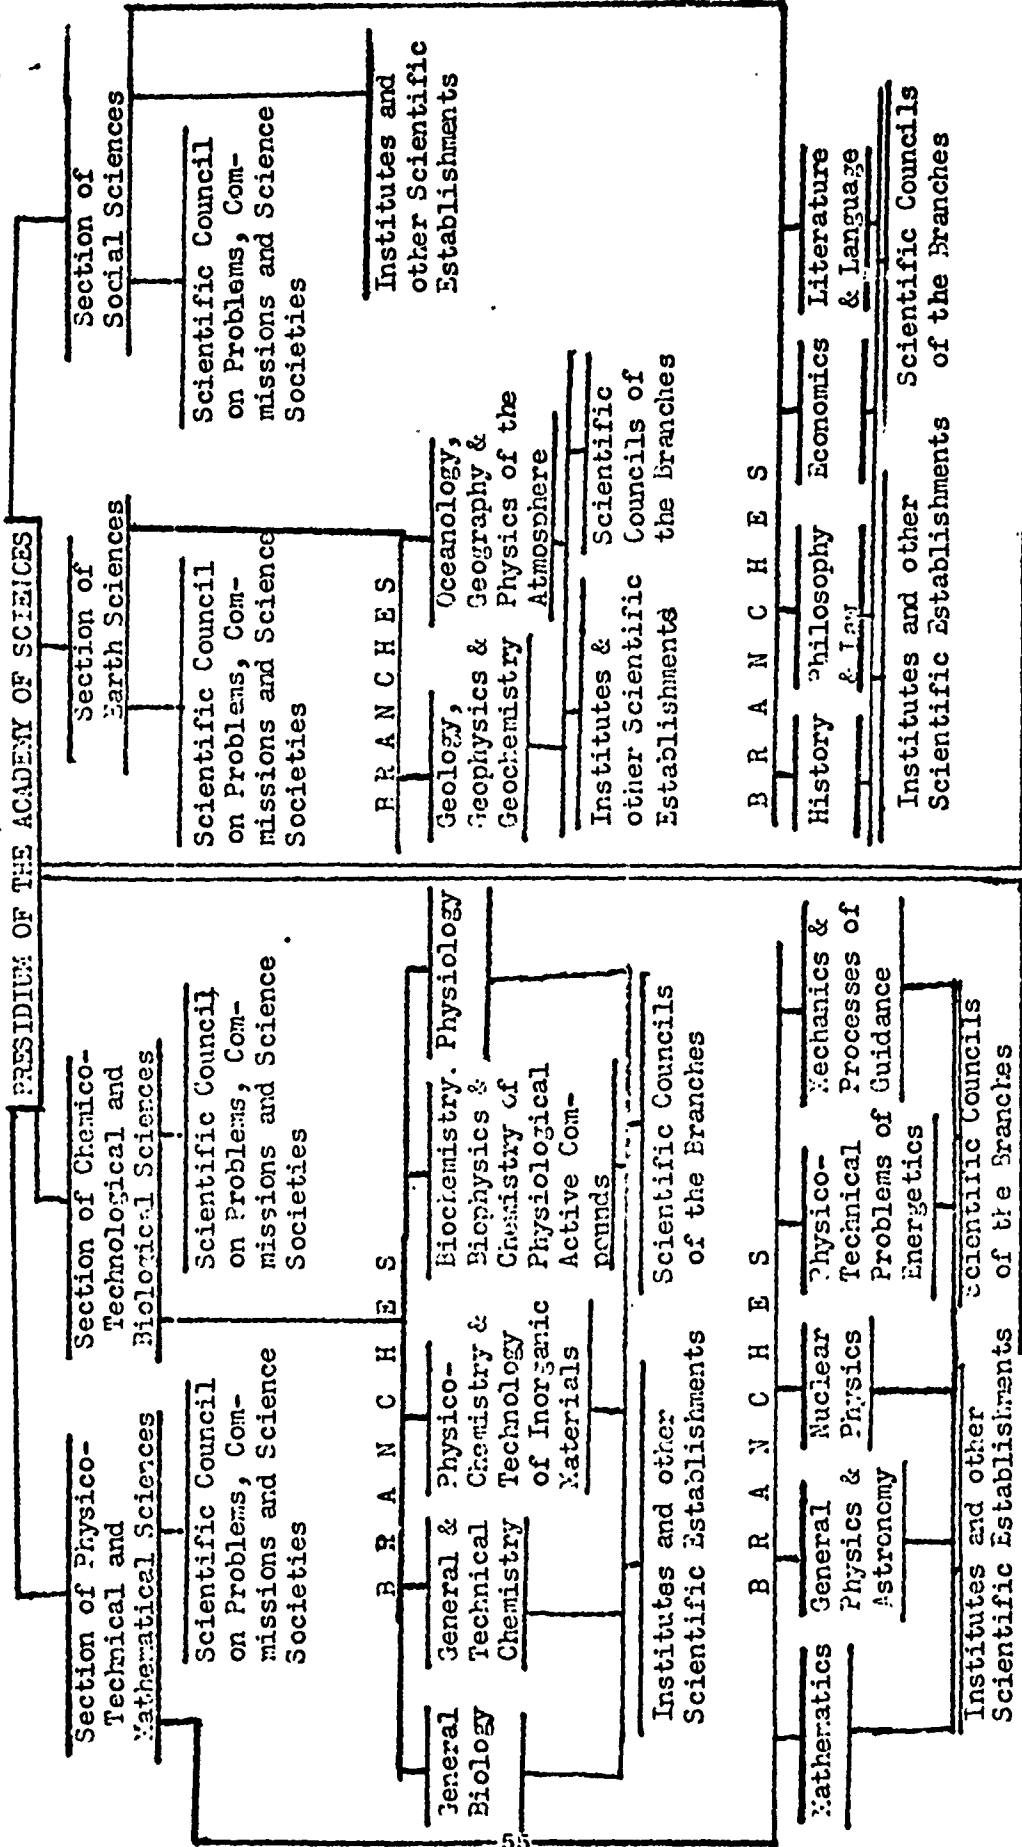 PRESIDIUM OF THE ACADEMY OF SCIENCES
Section of Physico-
Technical and
Mathematical Sciences
Scientific Council
on Problems, Com-
missions and Science
Societies
Section of Chemico-
Technological and
Biological Sciences
Scientific Council
on Problems, Com-
missions and Science
Societies
Section of
Earth Sciences
Scientific Council
on Problems, Com-
missions and Science
Societies
Section of
Social Sciences
Scientific Council
on Problems, Com-
missions and Science
Societies
Institutes and
other Scientific
Establishments
B R A N C H E S
General
Biology
General &
Technical
Chemistry
Physico-
Chemistry &
Technology
of Inorganic
Materials
Biochemistry.
Biophysics &
Chemistry of
Physiological
Active Com-
pounds
Physiology
Institutes and other
Scientific Establishments
Scientific Councils
of the Branches
B R A N C H E S
Geology,
Geophysics &
Geochemistry
Oceanology,
Geography &
Physics of the
Atmosphere
Institutes &
other Scientific
Establishments
Scientific
Councils of
the Branches
B R A N C H E S
Mathematics
General
Physics &
Astronomy
Nuclear
Physics
Physico-
Technical
Problems of
Energetics
Mechanics &
Processes of
Guidance
Institutes and other
Scientific Establishments
Scientific Councils
of the Branches
B R A N C H E S
History
Philosophy
& Law
Economics
Literature
& Language
Institutes and other
Scientific Establishments
Scientific Councils
of the Branches
55